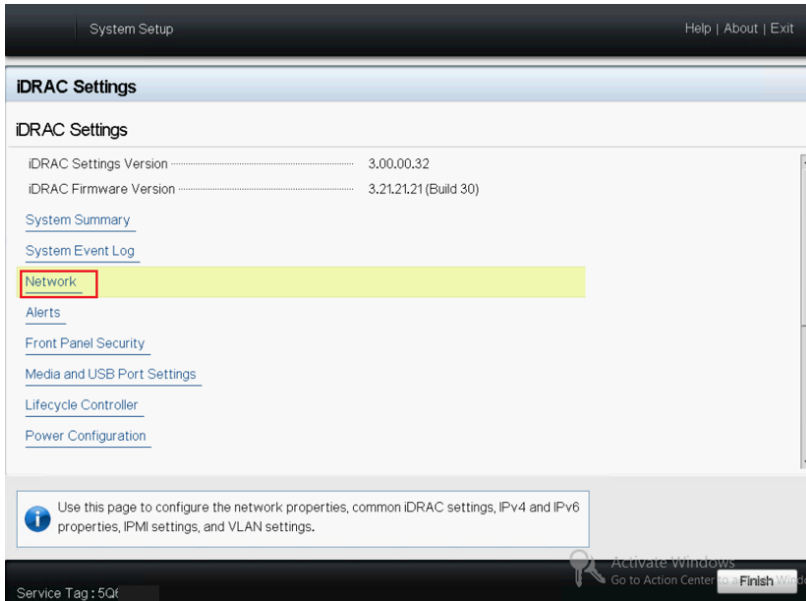 System Setup
Help | About | Exit
iDRAC Settings
iDRAC Settings
iDRAC Settings Version 3.00.00.32
iDRAC Firmware Version 3.21.21.21 (Build 30)
System Summary
System Event Log
Network
Alerts
Front Panel Security
Media and USB Port Settings
Lifecycle Controller
Power Configuration
Use this page to configure the network properties, common iDRAC settings, IPv4 and IPv6
properties, IPMI settings, and VLAN settings.
Activate Windows
Go to Action Center
Finish
Service Tag : 5Q